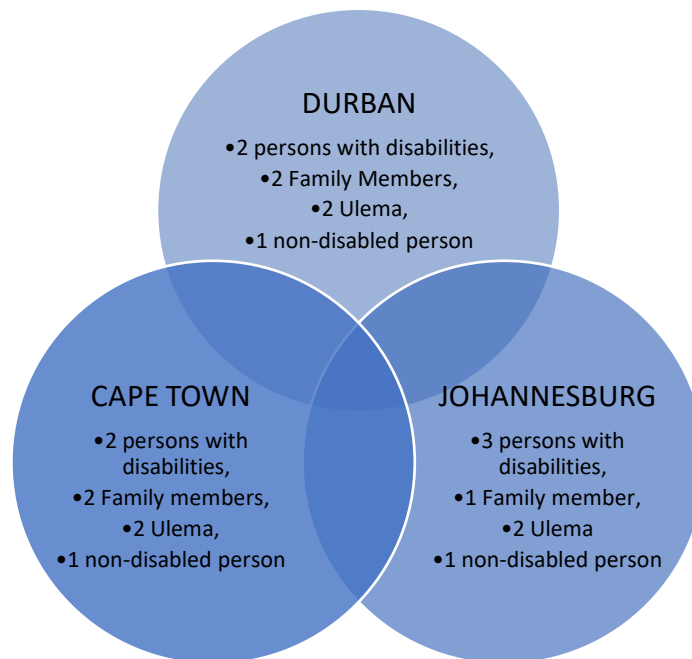 DURBAN
•2 persons with disabilities,
•2 Family Members,
•2 Ulema,
•1 non-disabled person
CAPE TOWN
•2 persons with
disabilities,
•2 Family members,
•2 Ulema,
•1 non-disabled person
JOHANNESBURG
•3 persons with
disabilities,
•1 Family member,
•2 Ulema
•1 non-disabled person